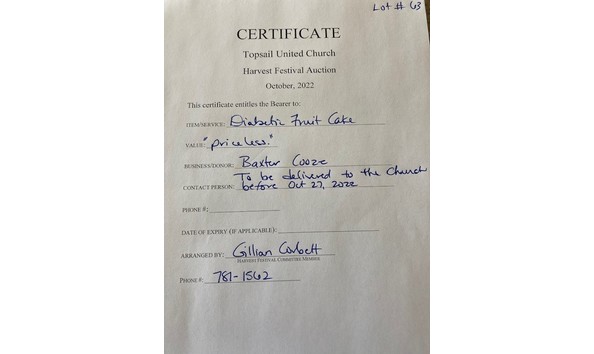 Lot # 63
CERTIFICATE
Topsail United Church
Harvest Festival Auction
October, 2022
This certificate entitles the Bearer to:
ITEM/SERVICE: Diabetic Fruit Cake
VALUE: "priceless."
BUSINESS/DONOR: Baxter Cooze
To be delivered to the Church
CONTACT PERSON: before Oct 27, 2022
PHONE #:
DATE OF EXPIRY (IF APPLICABLE):
ARRANGED BY: Gillian Corbett
HARVEST FESTIVAL COMMITTEE MEMBER
PHONE # 781-1562